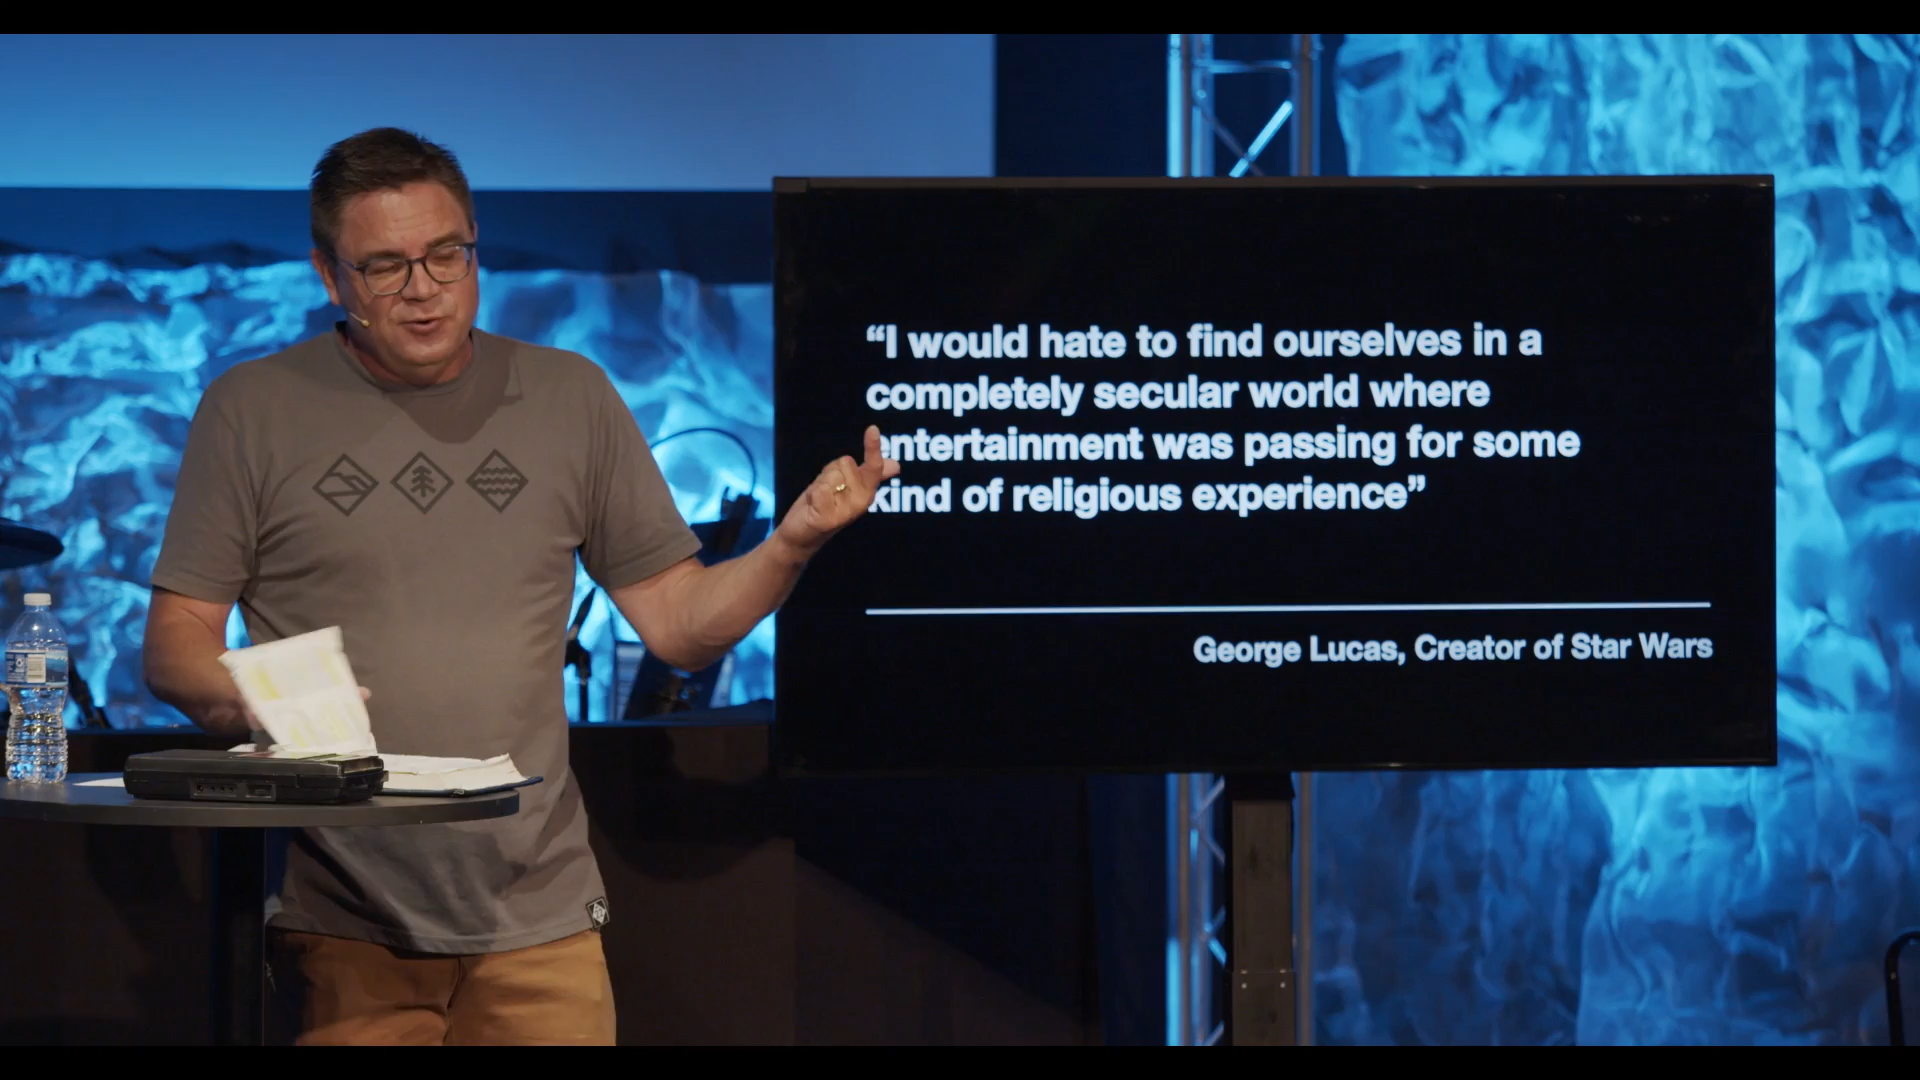 “I would hate to find ourselves in a
completely secular world where
entertainment was passing for some
kind of religious experience”
George Lucas, Creator of Star Wars